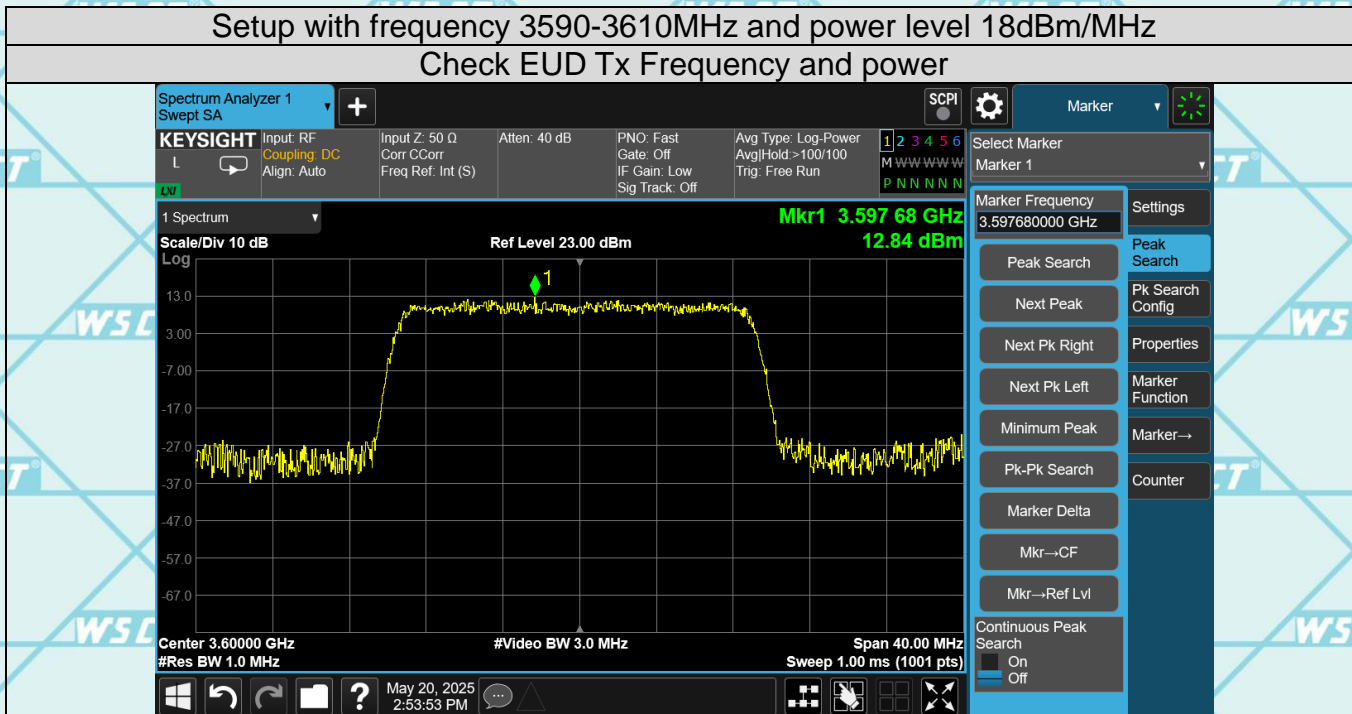 Setup with frequency 3590-3610MHz and power level 18dBm/MHz
Check EUD Tx Frequency and power
Spectrum Analyzer 1
Swept SA
SCPI
Marker
KEYSIGHT
L
LXI
Input: RF
Coupling: DC
Align: Auto
Input Z: 50 Ω
Corr CCorr
Freq Ref: Int (S)
Atten: 40 dB
PNO: Fast
Gate: Off
IF Gain: Low
Sig Track: Off
Avg Type: Log-Power
Avg|Hold:>100/100
Trig: Free Run
1 2 3 4 5 6
M W W W W W
P N N N N N
Select Marker
Marker 1
1 Spectrum
Mkr1 3.597 68 GHz
Scale/Div 10 dB
Ref Level 23.00 dBm
12.84 dBm
Log
1
13.0
3.00
-7.00
-17.0
-27.0
-37.0
-47.0
-57.0
-67.0
Center 3.60000 GHz
#Video BW 3.0 MHz
Span 40.00 MHz
#Res BW 1.0 MHz
Sweep 1.00 ms (1001 pts)
Marker Frequency
3.597680000 GHz
Peak Search
Next Peak
Next Pk Right
Next Pk Left
Minimum Peak
Pk-Pk Search
Marker Delta
Mkr→CF
Mkr→Ref Lvl
Continuous Peak
Search
On
Off
Settings
Peak
Search
Pk Search
Config
Properties
Marker
Function
Marker→
Counter
?
May 20, 2025
2:53:53 PM